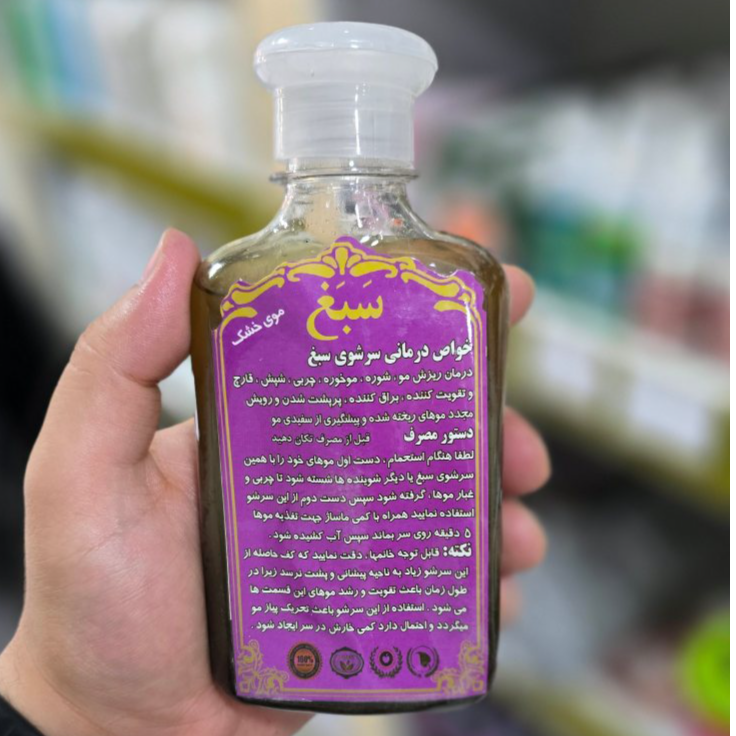 سَبَغ
موی خشک
خواص درمانی سرشوی سبغ
درمان ریزش مو ، شوره ، موخوره ، چربی ، شپش ، قارچ
و تقویت کننده ، براق کننده ، پرپشت شدن و رویش
مجدد موهای ریخته شده و پیشگیری از سفیدی مو
دستور مصرف قبل از مصرف تکان دهید
لطفا هنگام استحمام ، دست اول موهای خود را با همین
سرشوی سبغ یا دیگر شوینده ها شسته شود تا چربی و
غبار موها ، گرفته شود سپس دست دوم از این سرشو
استفاده نمایید همراه با کمی ماساژ جهت تغذیه موها
۵ دقیقه روی سر بماند سپس آب کشیده شود .
نکته: قابل توجه خانمها ، دقت نمایید که کف حاصله از
این سرشو زیاد به ناحیه پیشانی و پشت نرسد زیرا در
طول زمان باعث تقویت و رشد موهای این قسمت ها
می شود . استفاده از این سرشو باعث تحریک پیاز مو
میگردد و احتمال دارد کمی خارش در سر ایجاد شود .
100%